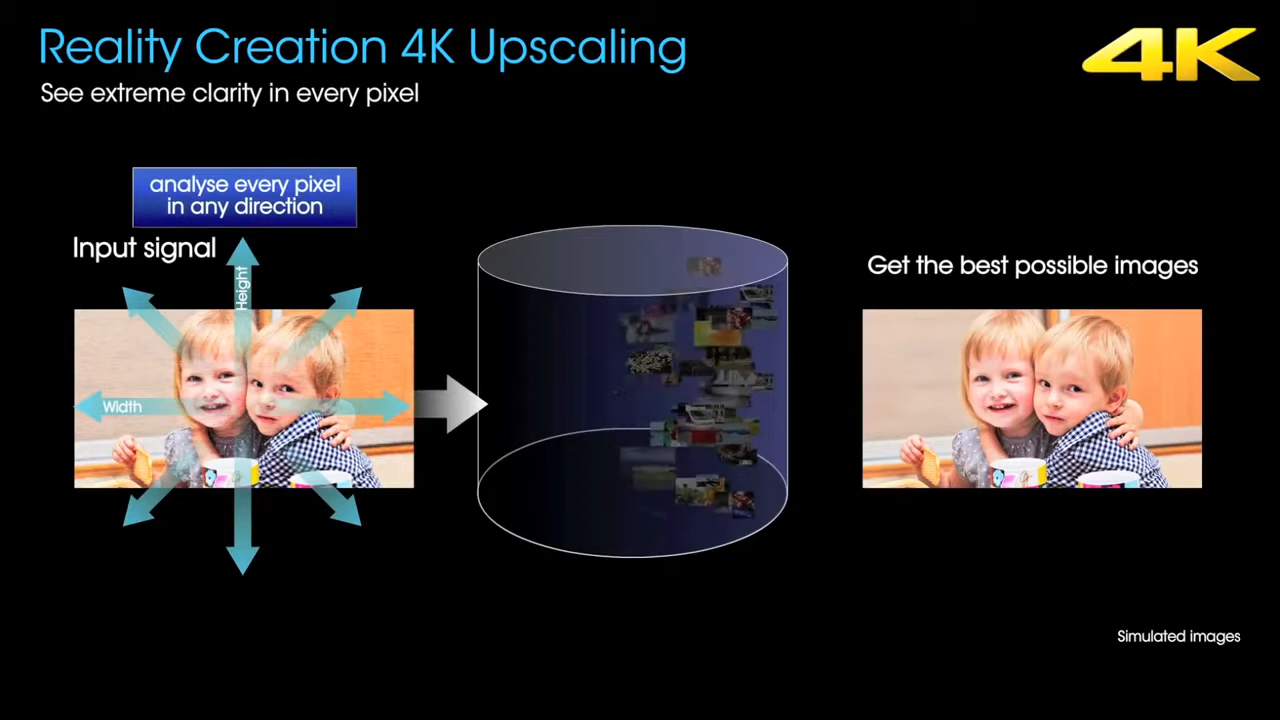 Reality Creation 4K Upscaling
4K
See extreme clarity in every pixel
analyse every pixel
in any direction
Input signal
Height
Width
Get the best possible images
Simulated images